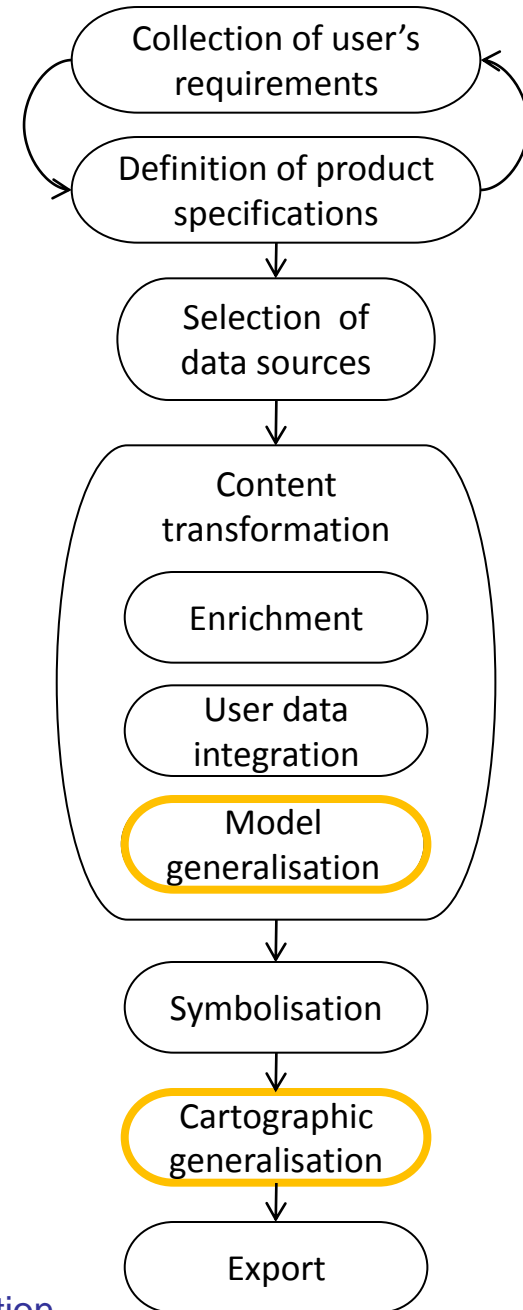 Collection of user’s
requirements
Definition of product
specifications
Selection of
data sources
Content
transformation
Enrichment
User data
integration
Model
generalisation
Symbolisation
Cartographic
generalisation
Export